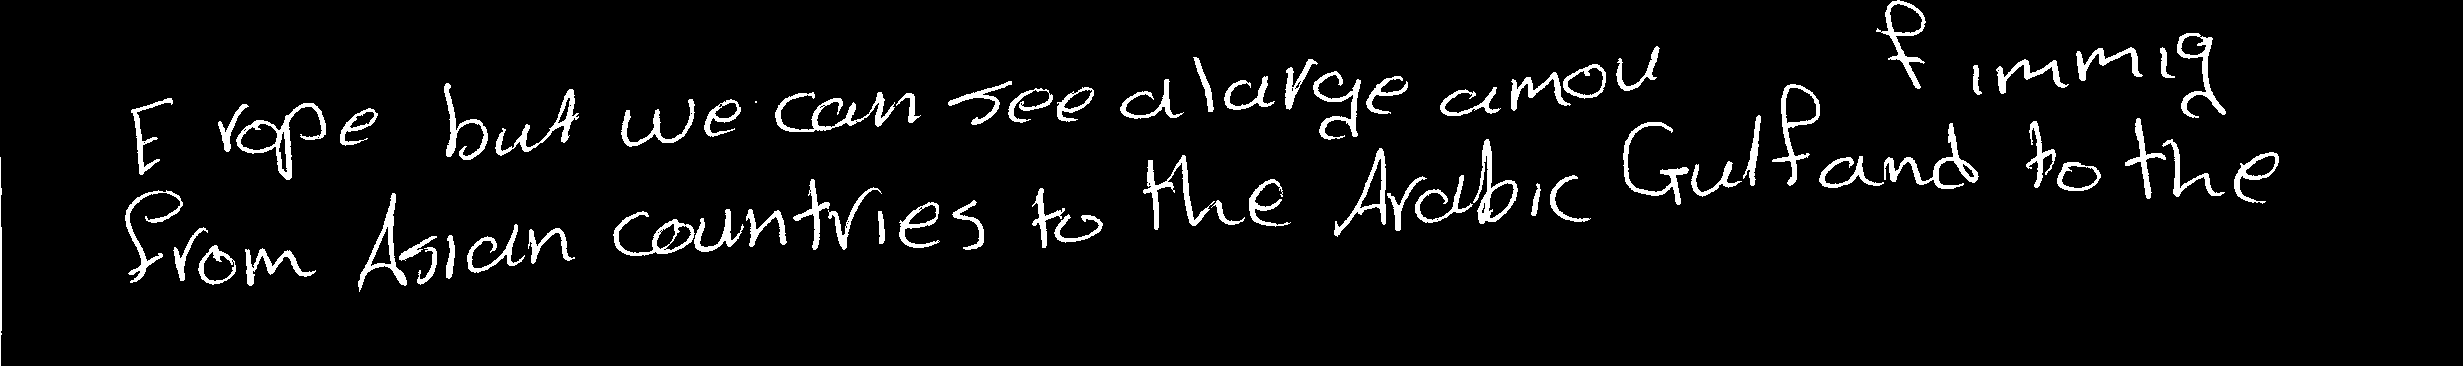 E rope but we can see a large amou f immig
from Asian countries to the Arabic Gulf and to the